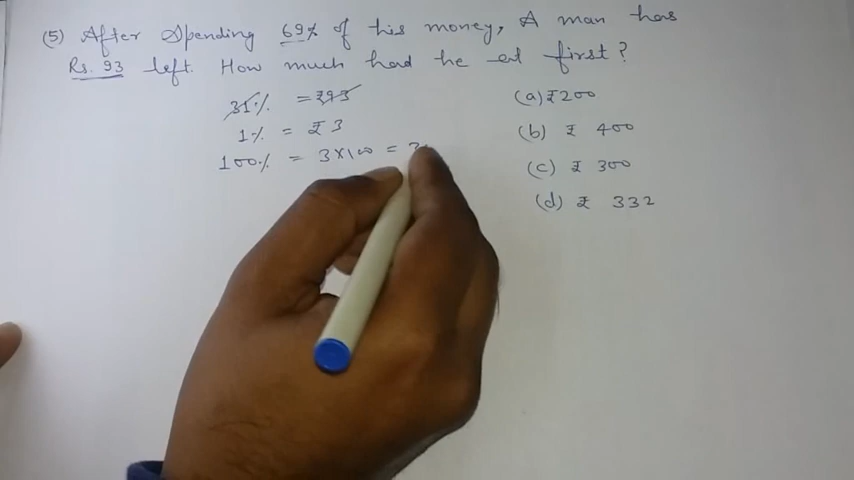 (5) After Spending 69% of his money, A man has
Rs. 93 left. How much had he at first?
31% = ₹93
1% = ₹ 3
100% = 3×100 = 3
(a) ₹200
(b) ₹ 400
(c) ₹ 300
(d) ₹ 332